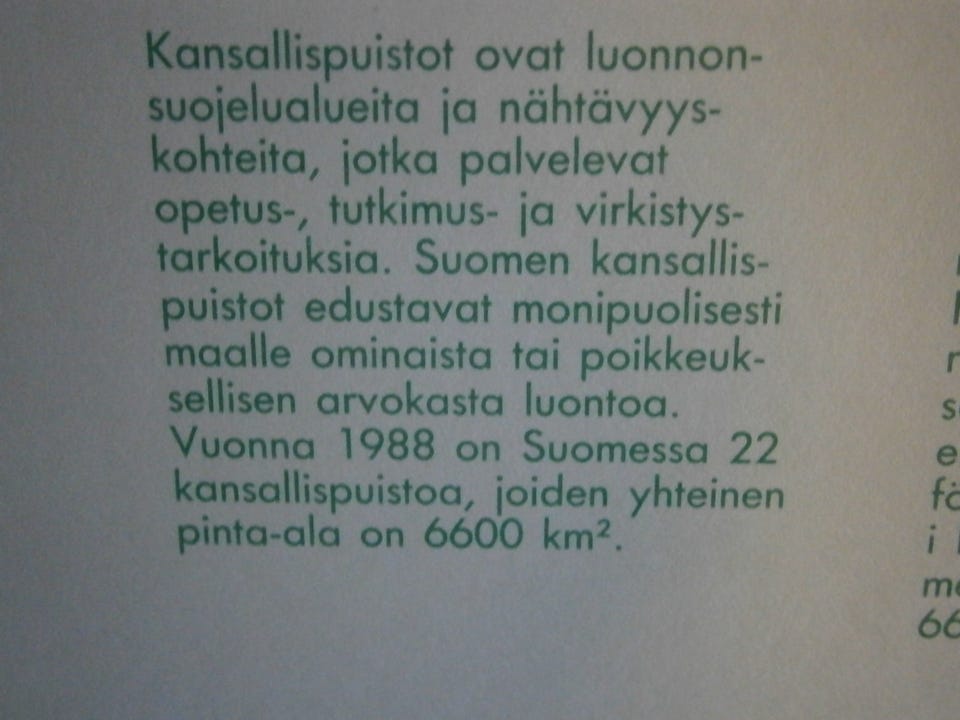 Kansallispuistot ovat luonnon-
suojelualueita ja nähtävyys-
kohteita, jotka palvelevat
opetus-, tutkimus- ja virkistys-
tarkoituksia. Suomen kansallis-
puistot edustavat monipuolisesti
maalle ominaista tai poikkeuk-
sellisen arvokasta luontoa.
Vuonna 1988 on Suomessa 22
kansallispuistoa, joiden yhteinen
pinta-ala on 6600 km².